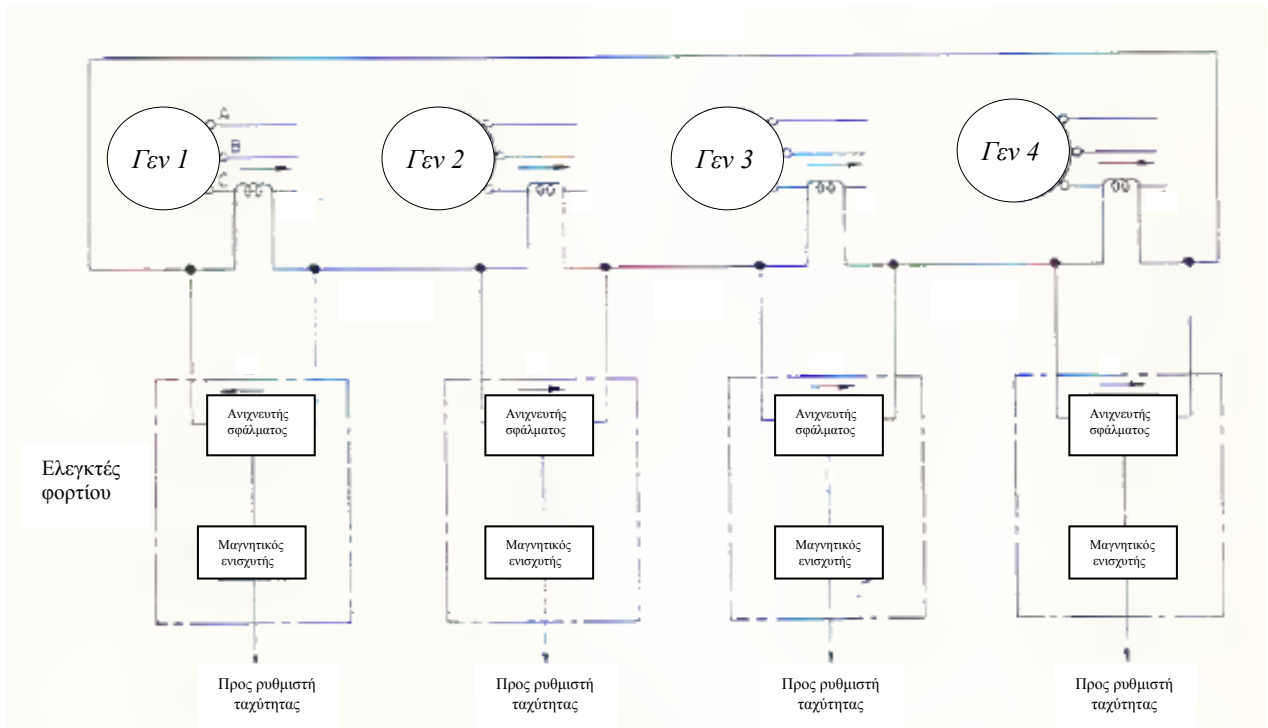 A
B
C
Γεν 1
Γεν 2
Γεν 3
Γεν 4
Ανιχνευτής
σφάλματος
Ανιχνευτής
σφάλματος
Ανιχνευτής
σφάλματος
Ανιχνευτής
σφάλματος
Ελεγκτές
φορτίου
Μαγνητικός
ενισχυτής
Μαγνητικός
ενισχυτής
Μαγνητικός
ενισχυτής
Μαγνητικός
ενισχυτής
Προς ρυθμιστή
ταχύτητας
Προς ρυθμιστή
ταχύτητας
Προς ρυθμιστή
ταχύτητας
Προς ρυθμιστή
ταχύτητας